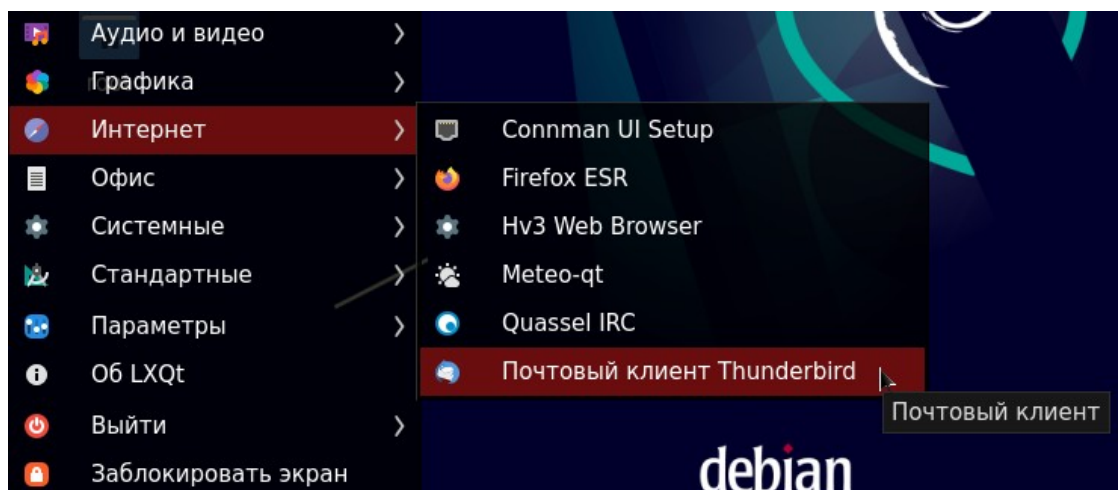 Аудио и видео
Графика
Интернет
Офис
Системные
Стандартные
Параметры
Об LXQt
Выйти
Заблокировать экран
Connman UI Setup
Firefox ESR
Hv3 Web Browser
Meteo-qt
Quassel IRC
Почтовый клиент Thunderbird
Почтовый клиент
debian